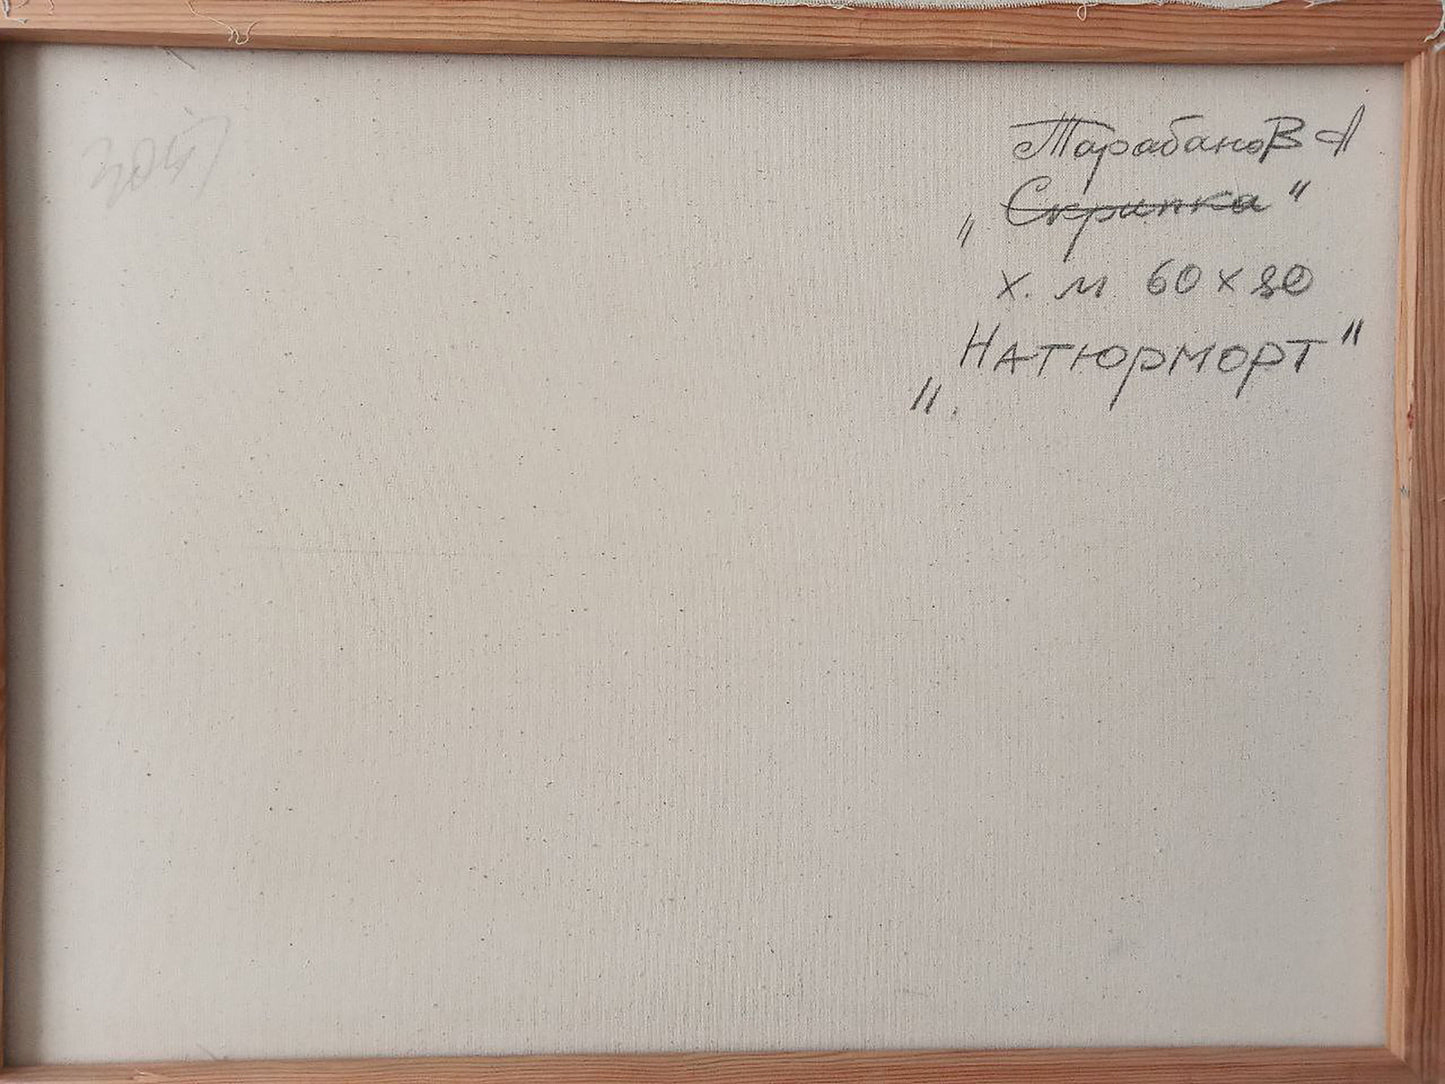 Тарабанов А
„Скрипка"
х. м 60 х 80
„Натюрморт"